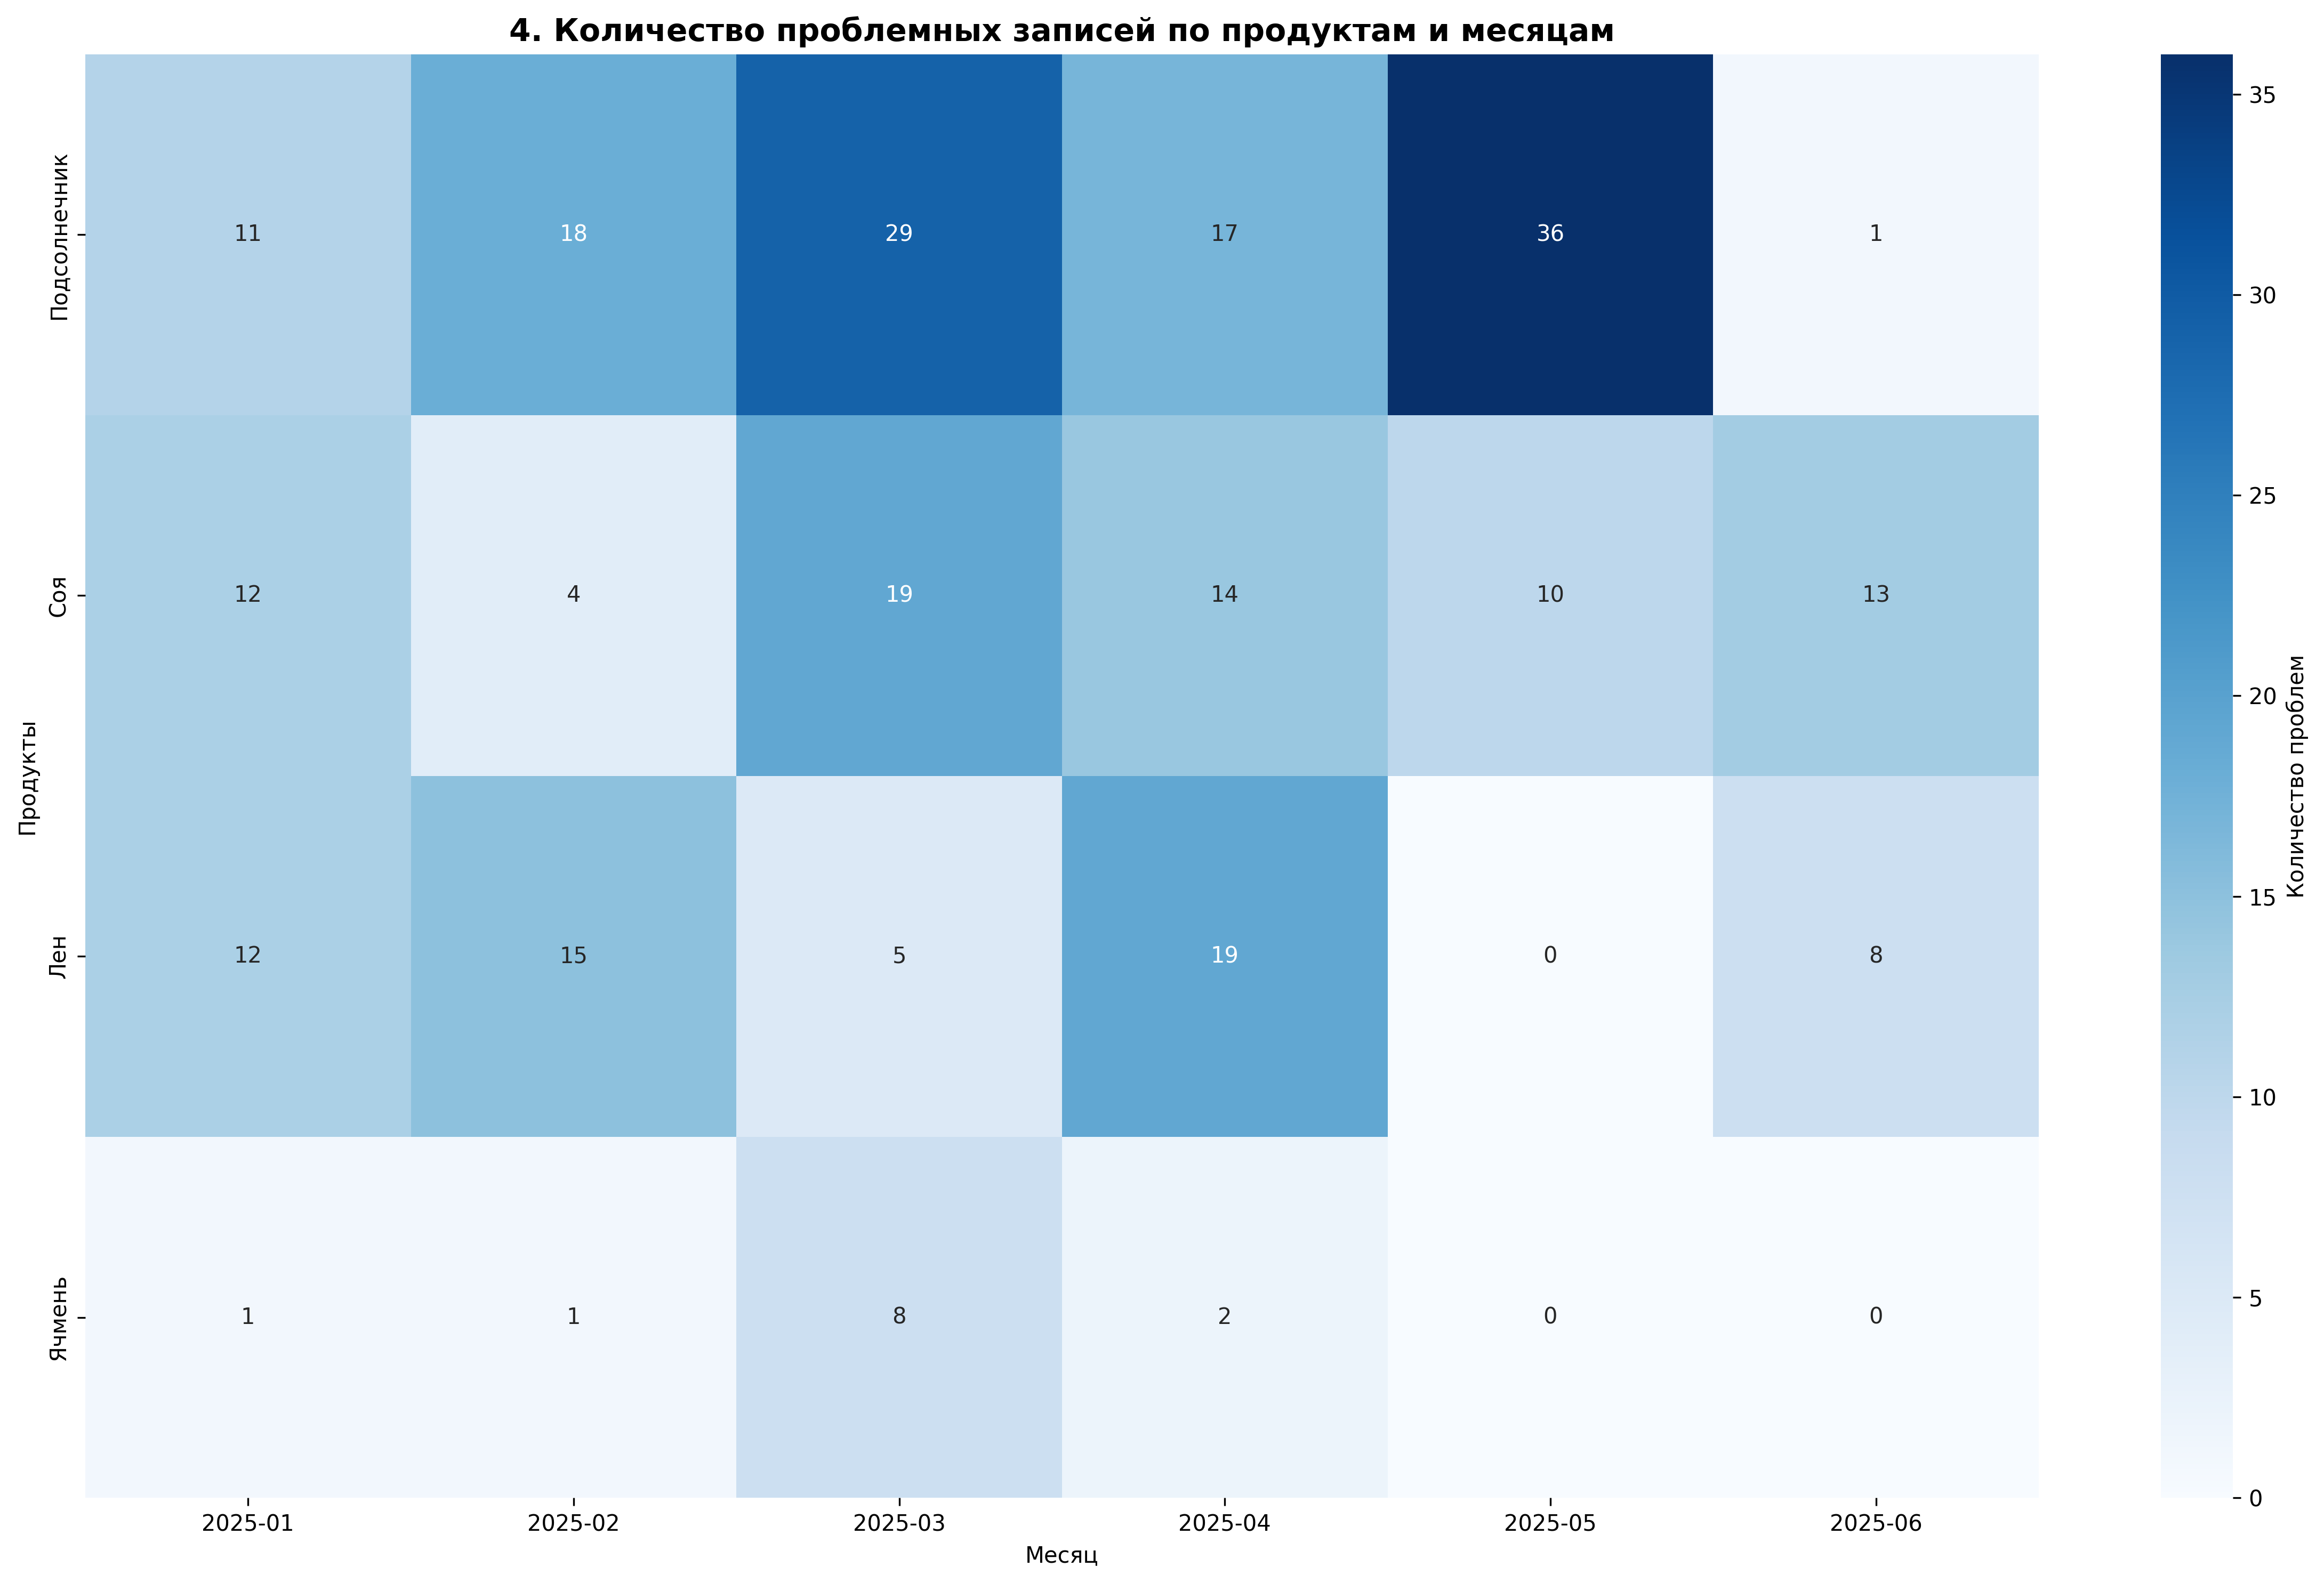 4. Количество проблемных записей по продуктам и месяцам
Продукты
Подсолнечник
11 18 29 17 36 1
Соя
12 4 19 14 10 13
Лен
12 15 5 19 0 8
Ячмень
1 1 8 2 0 0
2025-01 2025-02 2025-03 2025-04 2025-05 2025-06
Месяц
35
30
25
20
15
10
5
0
Количество проблем